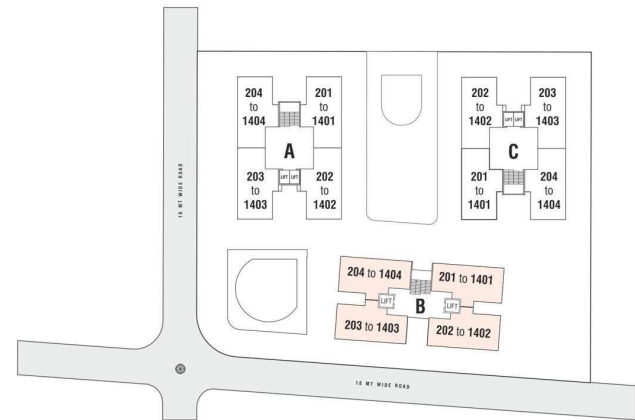 204
to
1404
201
to
1401
A
203
to
1403
LIFT LIFT
202
to
1402
202
to
1402
LIFT LIFT
203
to
1403
C
201
to
1401
204
to
1404
18 MT WIDE ROAD
204 to 1404
201 to 1401
LIFT
B
LIFT
203 to 1403
202 to 1402
18 MT WIDE ROAD